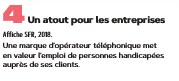 4 Un atout pour les entreprises
Affiche SFR, 2018.
Une marque d'opérateur téléphonique met
en valeur l'emploi de personnes handicapées
auprès de ses clients.